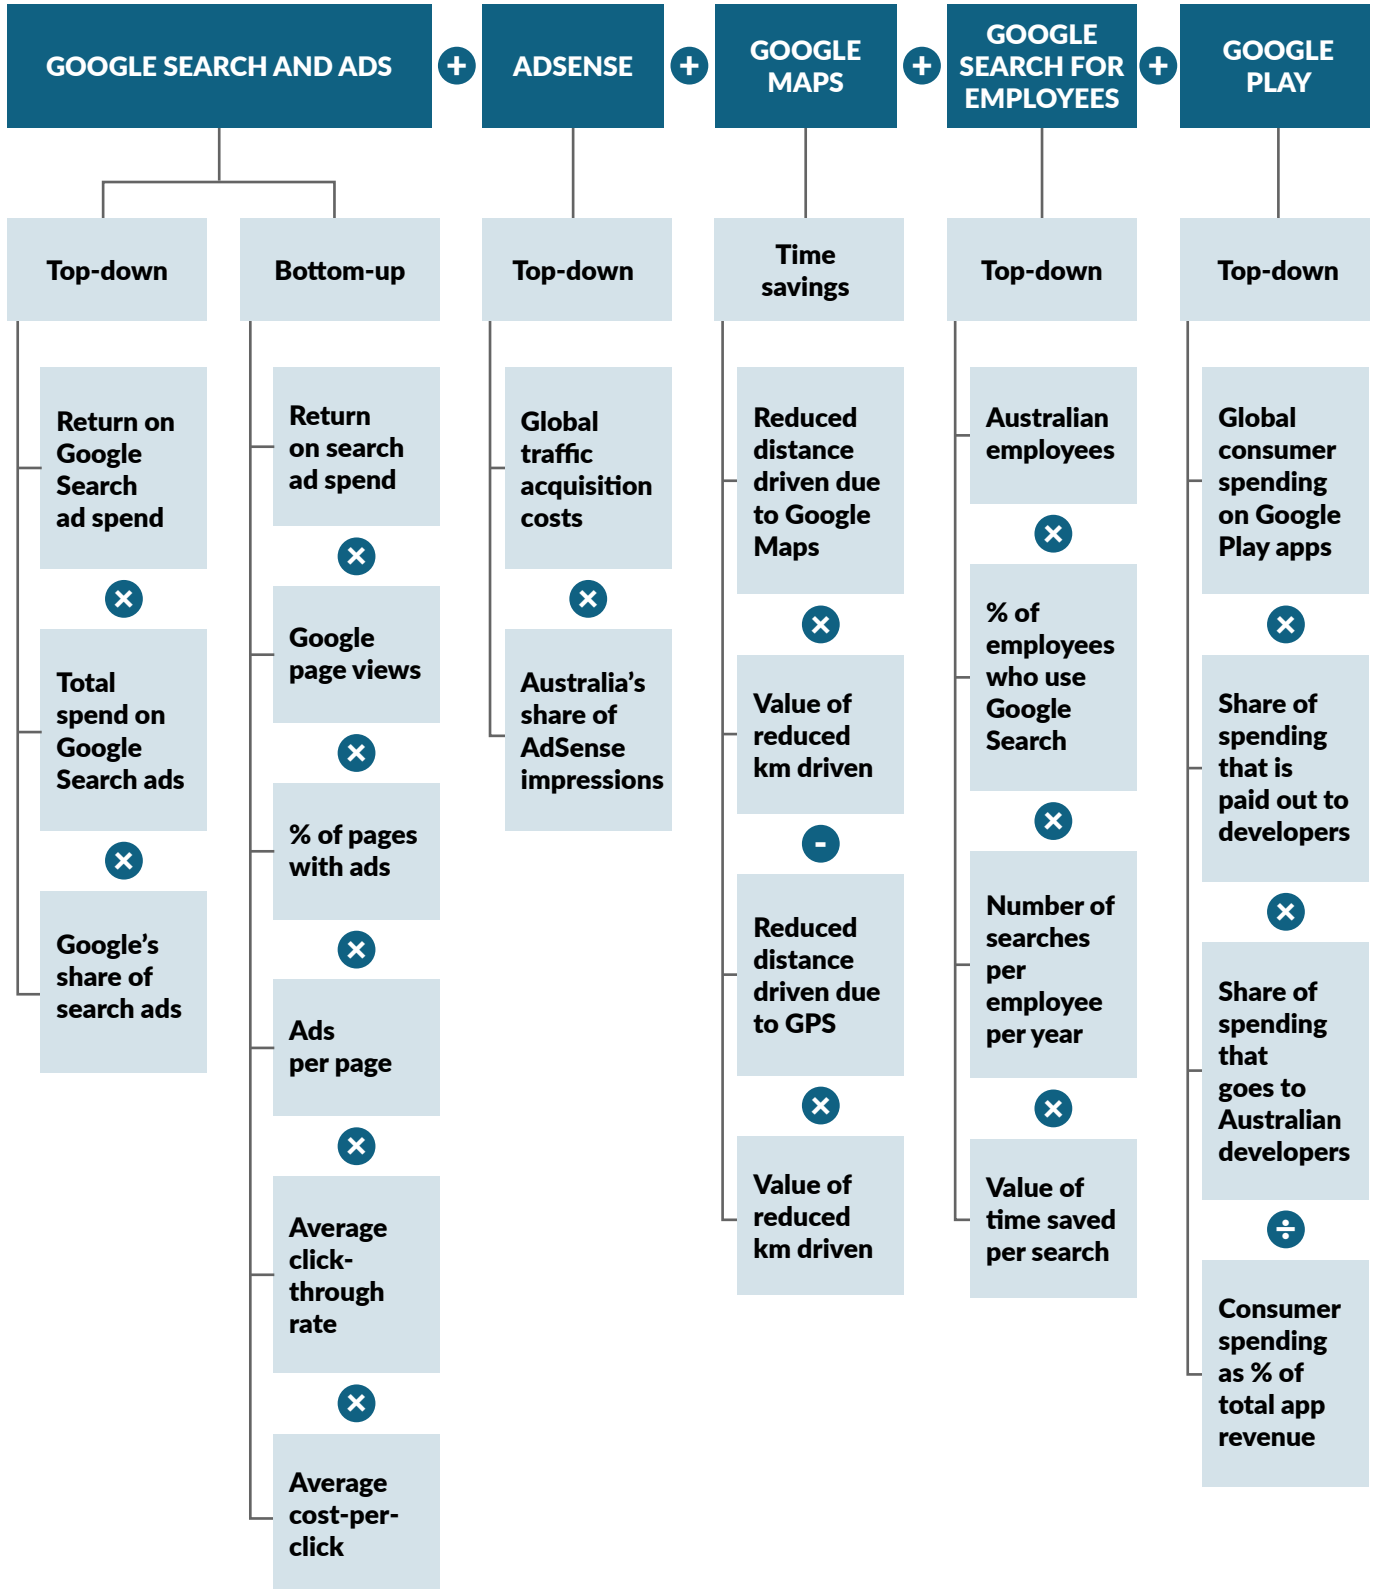 GOOGLE SEARCH AND ADS
+
ADSENSE
+
GOOGLE
MAPS
+
GOOGLE
SEARCH FOR
EMPLOYEES
+
GOOGLE
PLAY
Top-down
Return on
Google
Search
ad spend
×
Total
spend on
Google
Search ads
×
Google’s
share of
search ads
Bottom-up
Return
on search
ad spend
×
Google
page views
×
% of pages
with ads
×
Ads
per page
×
Average
click-
through
rate
×
Average
cost-per-
click
Top-down
Global
traffic
acquisition
costs
×
Australia’s
share of
AdSense
impressions
Time
savings
Reduced
distance
driven due
to Google
Maps
×
Value of
reduced
km driven
-
Reduced
distance
driven due
to GPS
×
Value of
reduced
km driven
Top-down
Australian
employees
×
% of
employees
who use
Google
Search
×
Number of
searches
per
employee
per year
×
Value of
time saved
per search
Top-down
Global
consumer
spending
on Google
Play apps
×
Share of
spending
that is
paid out to
developers
×
Share of
spending
that
goes to
Australian
developers
÷
Consumer
spending
as % of
total app
revenue